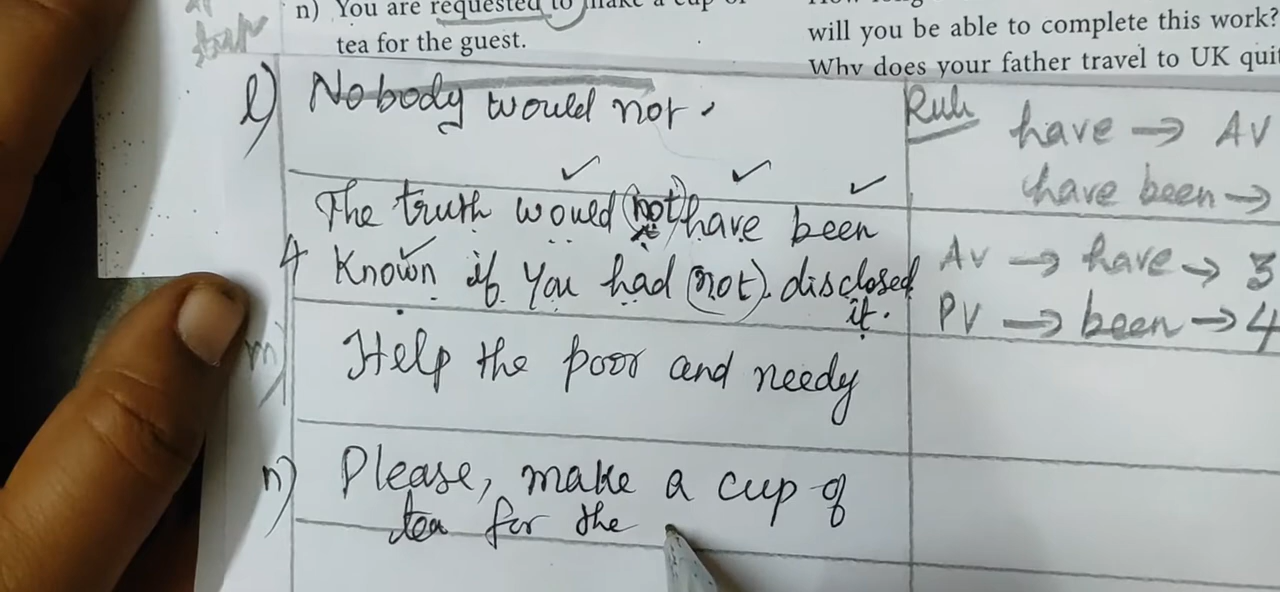 n) You are requested to make a cup of
tea for the guest.
will you be able to complete this work?
Why does your father travel to UK
l) Nobody would not.
Rule
have → AV
have been →
The truth would (not) have been
4 Known if you had (not). disclosed
it.
AV → have → 3
PV → been → 4
m) Help the poor and needy
n) Please, make a cup of
tea for the